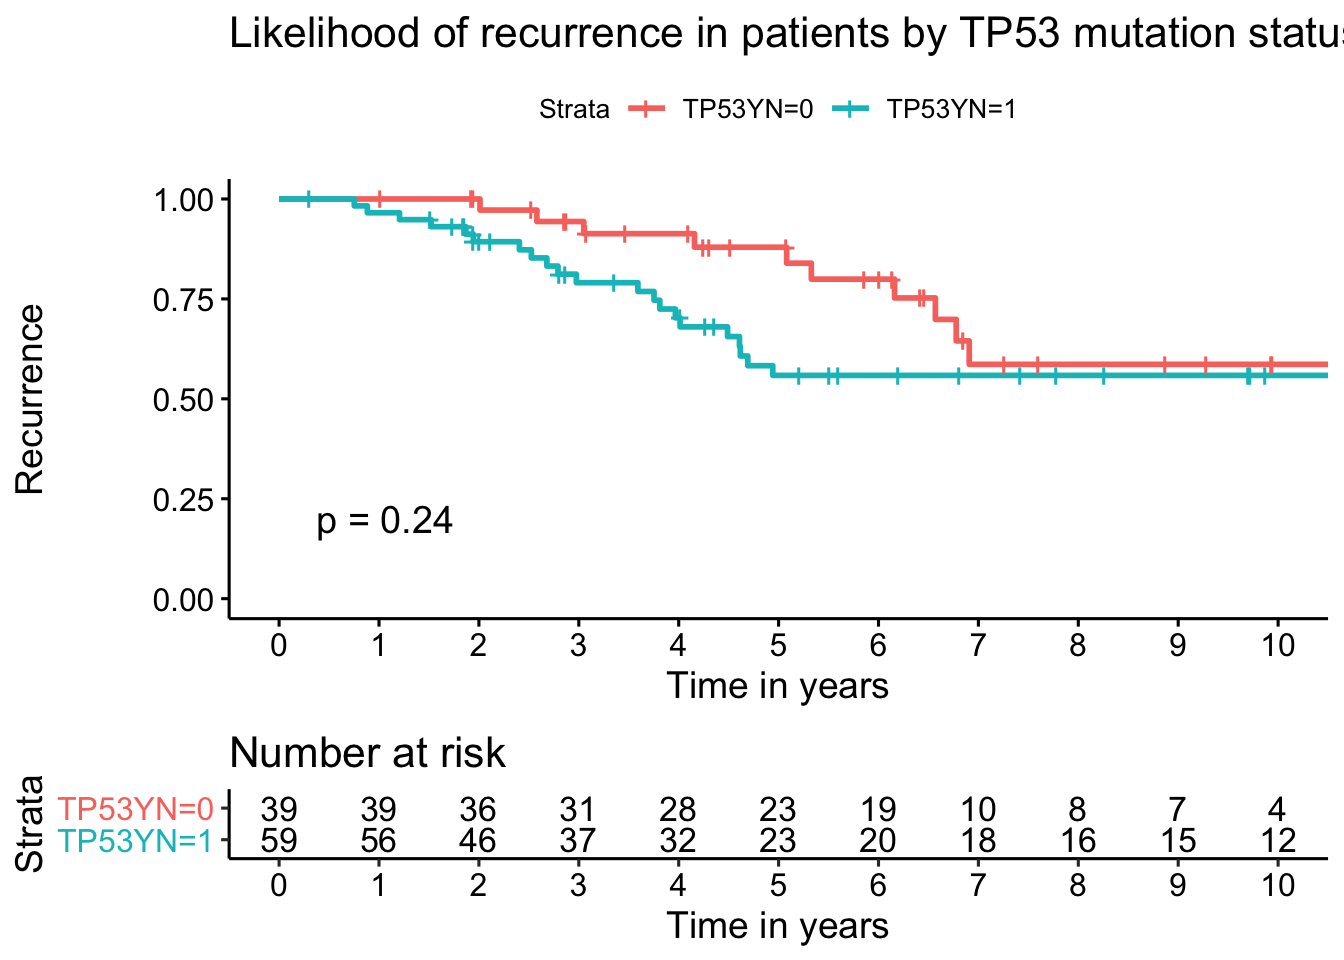 Likelihood of recurrence in patients by TP53 mutation statu
Strata TP53YN=0 TP53YN=1
1.00
0.75
0.50
0.25
0.00
Recurrence
p = 0.24
0 1 2 3 4 5 6 7 8 9 10
Time in years
Number at risk
Strata
TP53YN=0 39 39 36 31 28 23 19 10 8 7 4
TP53YN=1 59 56 46 37 32 23 20 18 16 15 12
0 1 2 3 4 5 6 7 8 9 10
Time in years